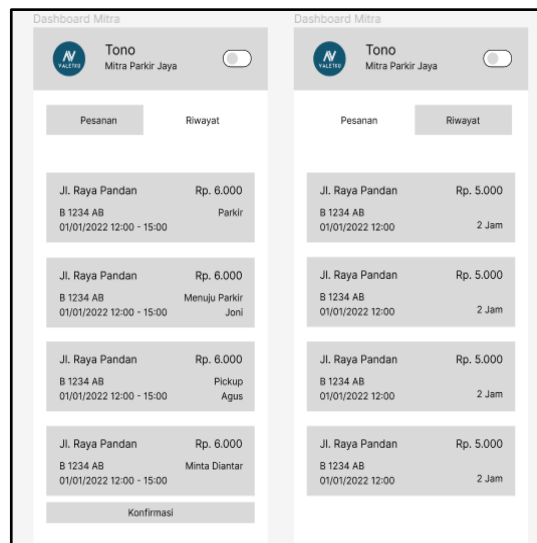 Dashboard Mitra
Tono
Mitra Parkir Jaya
VALETKU
Pesanan
Riwayat
Jl. Raya Pandan
Rp. 6.000
B 1234 AB
Parkir
01/01/2022 12:00 - 15:00
Jl. Raya Pandan
Rp. 6.000
B 1234 AB
Menuju Parkir
01/01/2022 12:00 - 15:00
Joni
Jl. Raya Pandan
Rp. 6.000
B 1234 AB
Pickup
01/01/2022 12:00 - 15:00
Agus
Jl. Raya Pandan
Rp. 6.000
B 1234 AB
Minta Diantar
01/01/2022 12:00 - 15:00
Konfirmasi
Dashboard Mitra
Tono
Mitra Parkir Jaya
VALETKU
Pesanan
Riwayat
Jl. Raya Pandan
Rp. 5.000
B 1234 AB
01/01/2022 12:00
2 Jam
Jl. Raya Pandan
Rp. 5.000
B 1234 AB
01/01/2022 12:00
2 Jam
Jl. Raya Pandan
Rp. 5.000
B 1234 AB
01/01/2022 12:00
2 Jam
Jl. Raya Pandan
Rp. 5.000
B 1234 AB
01/01/2022 12:00
2 Jam